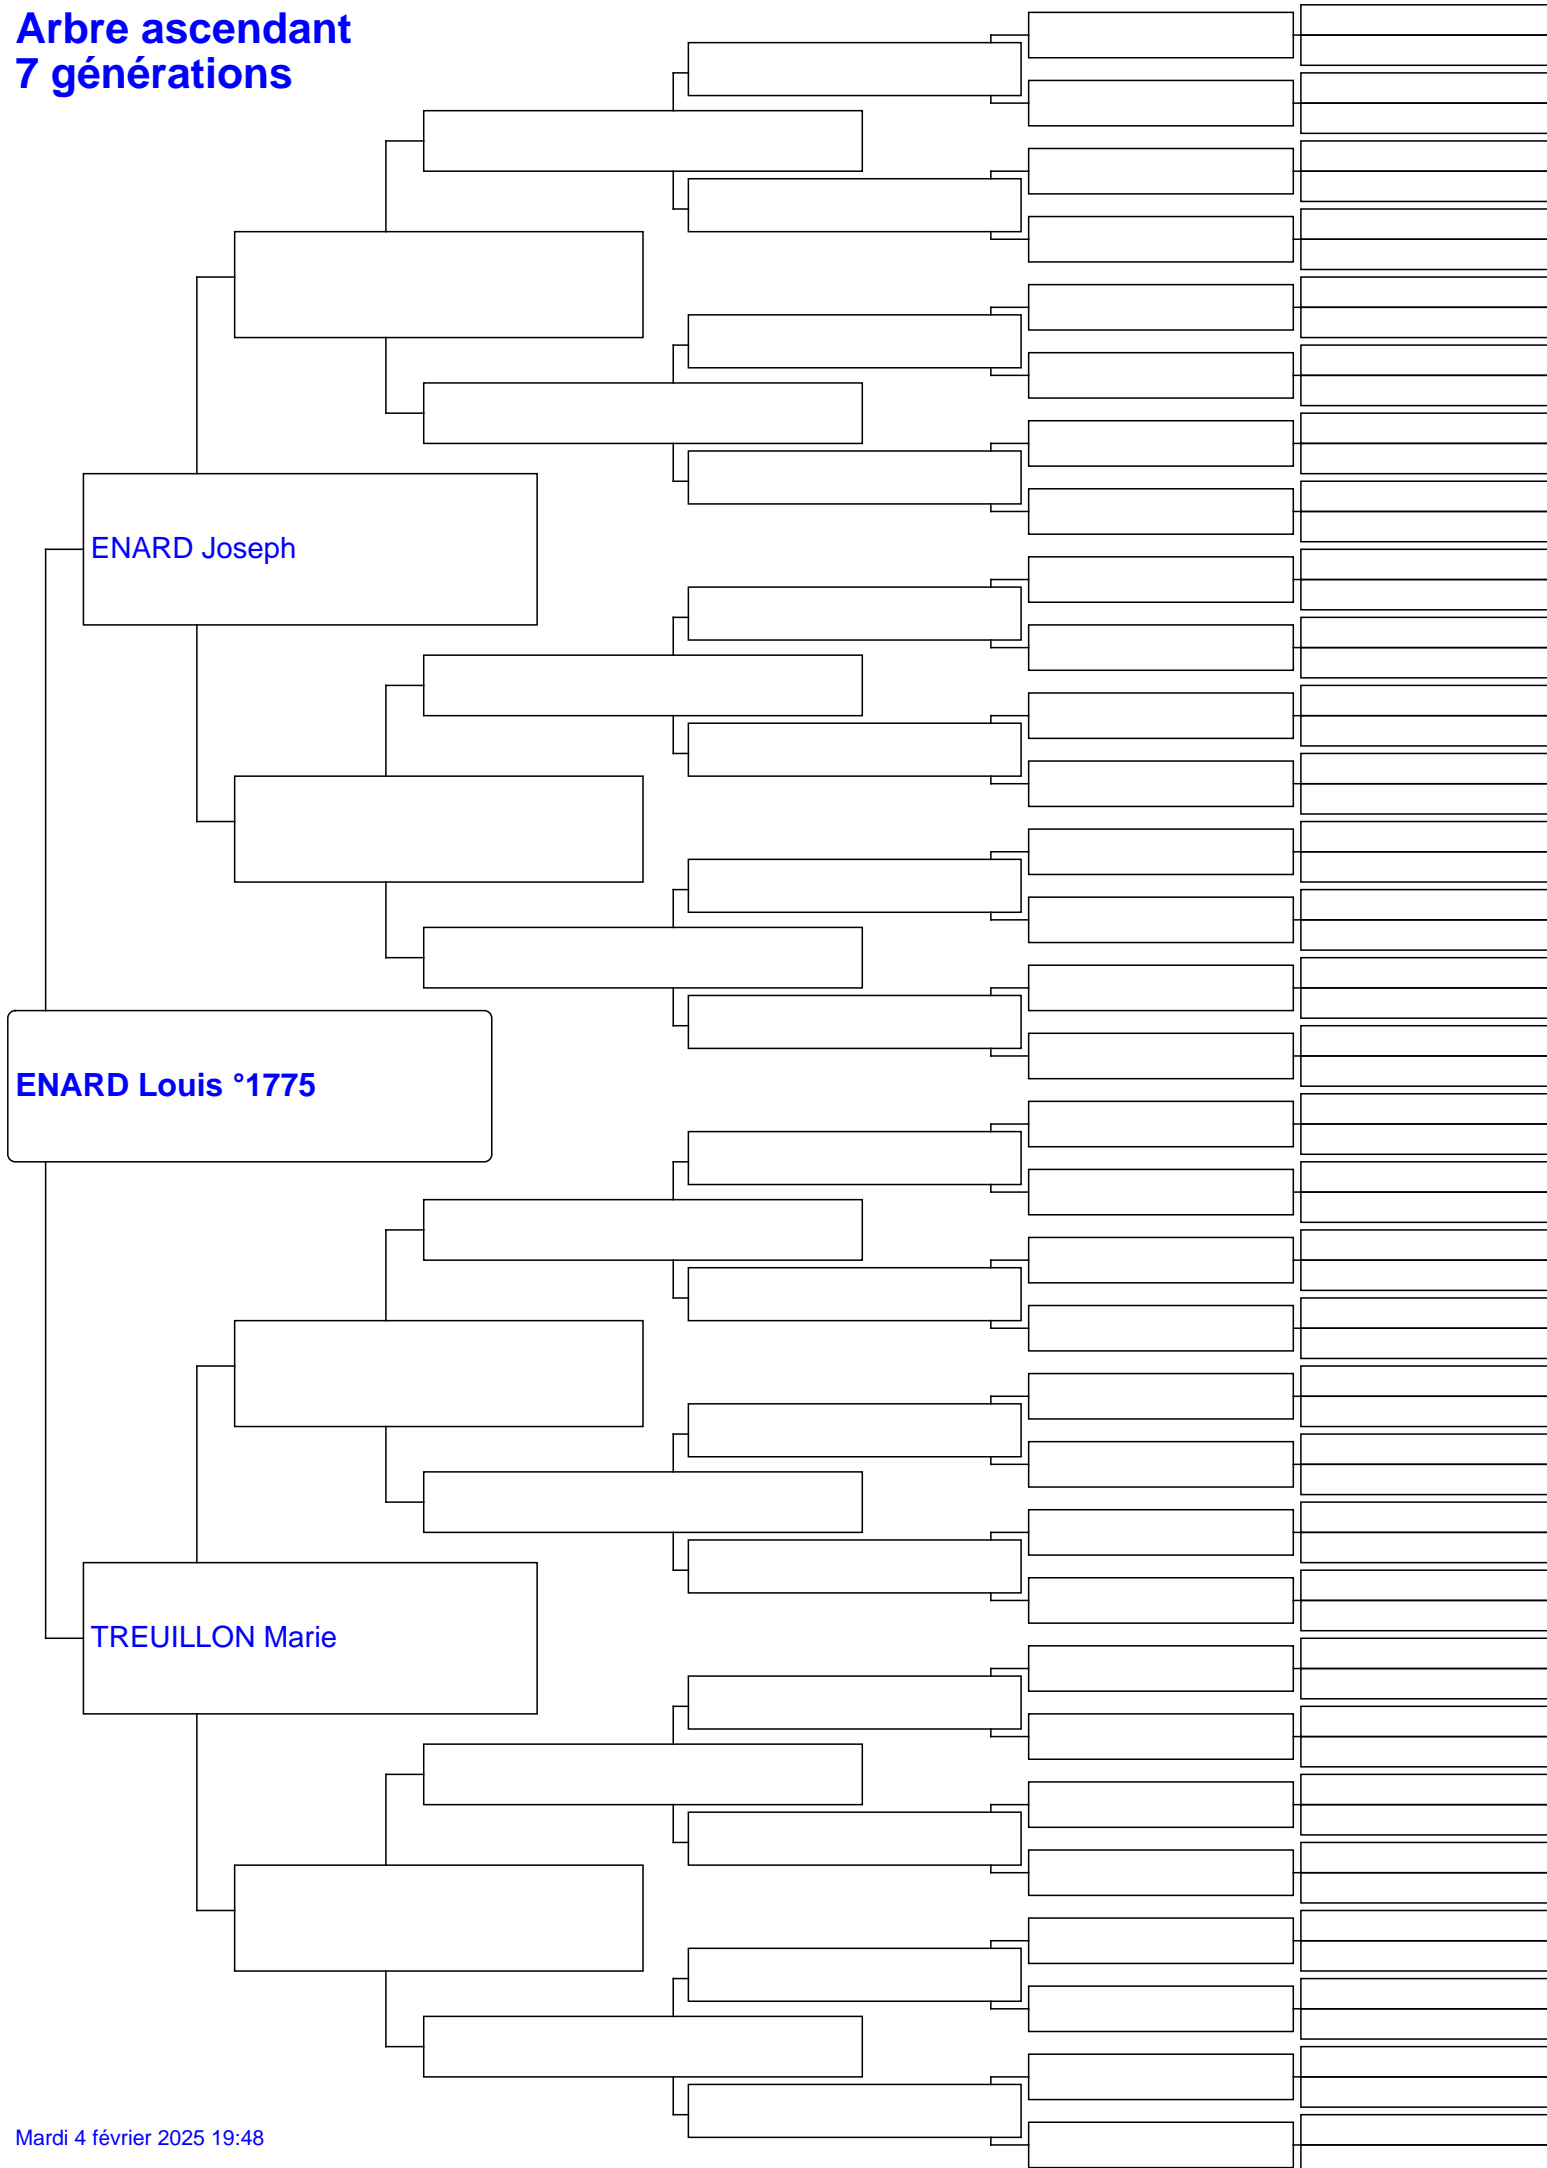 Arbre ascendant
7 générations
ENARD Joseph
ENARD Louis °1775
TREUILLON Marie
Mardi 4 février 2025 19:48